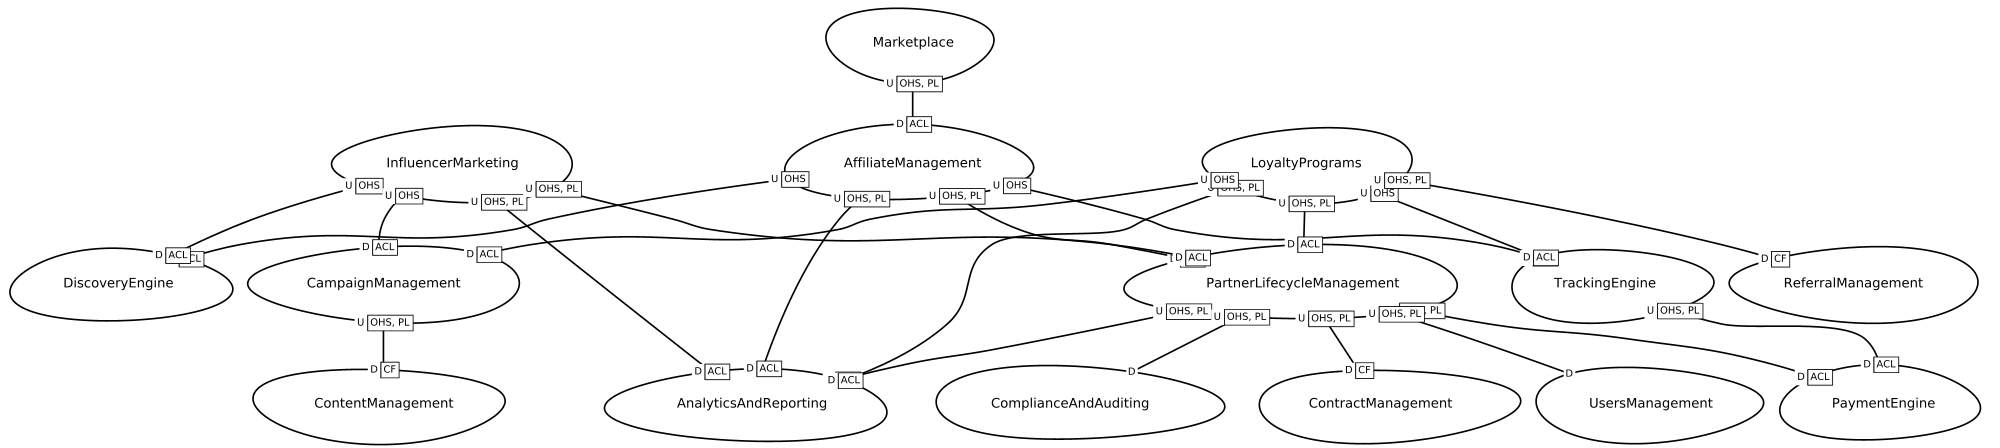 Marketplace
U OHS, PL
D ACL
InfluencerMarketing
AffiliateManagement
LoyaltyPrograms
U OHS
U OHS
U OHS, PL
U OHS, PL
U OHS
U OHS, PL
U OHS, PL
U OHS
U OHS
OHS, PL
U OHS, PL
U OHS
U OHS, PL
D ACL
D ACL
D ACL
D ACL
D ACL
D ACL
D CF
DiscoveryEngine
CampaignManagement
PartnerLifecycleManagement
TrackingEngine
ReferralManagement
U OHS, PL
U OHS, PL
U OHS, PL
U OHS, PL
U OHS, PL
PL
U OHS, PL
D CF
D ACL
D ACL
D ACL
D
D CF
D
D ACL
D ACL
ContentManagement
AnalyticsAndReporting
ComplianceAndAuditing
ContractManagement
UsersManagement
PaymentEngine